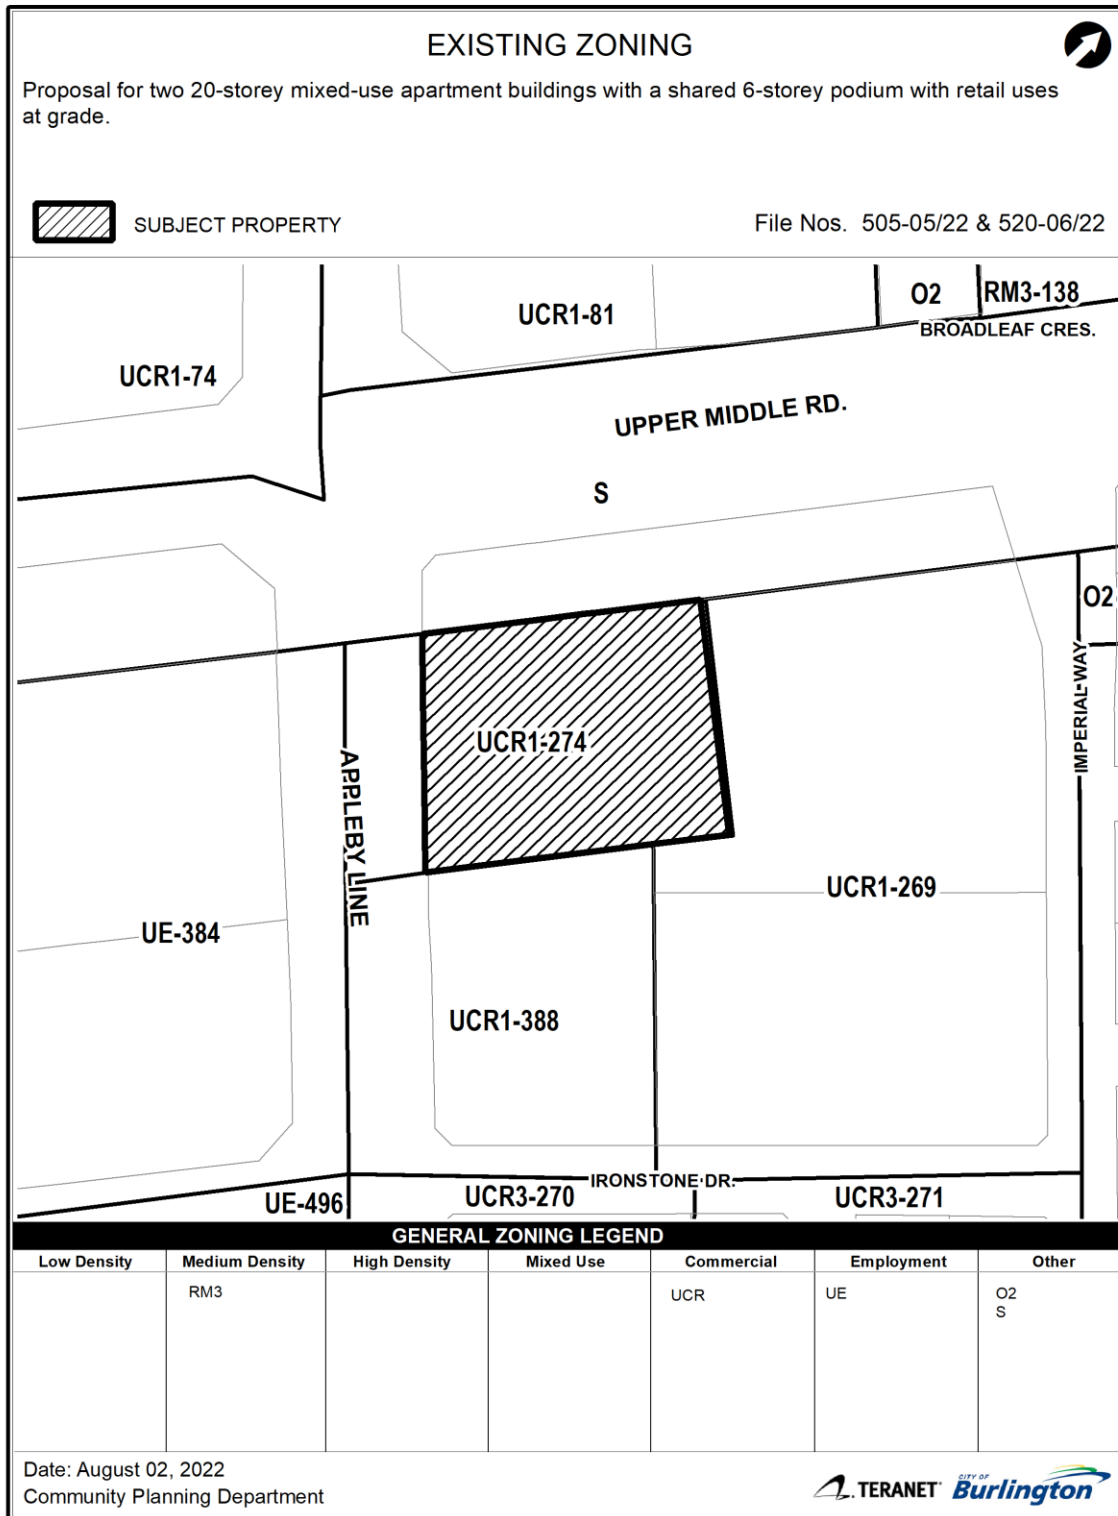 EXISTING ZONING
Proposal for two 20-storey mixed-use apartment buildings with a shared 6-storey podium with retail uses
at grade.
SUBJECT PROPERTY
File Nos. 505-05/22 & 520-06/22
O2
RM3-138
UCR1-81
BROADLEAF CRES.
UCR1-74
UPPER MIDDLE RD.
S
O2
IMPERIAL WAY
UCR1-274
APPLEBY LINE
UCR1-269
UE-384
UCR1-388
IRONSTONE DR.
UE-496
UCR3-270
UCR3-271
GENERAL ZONING LEGEND
Low Density Medium Density High Density Mixed Use Commercial Employment Other
RM3 UCR UE O2
S
Date: August 02, 2022
Community Planning Department
TERANET
CITY OF
Burlington